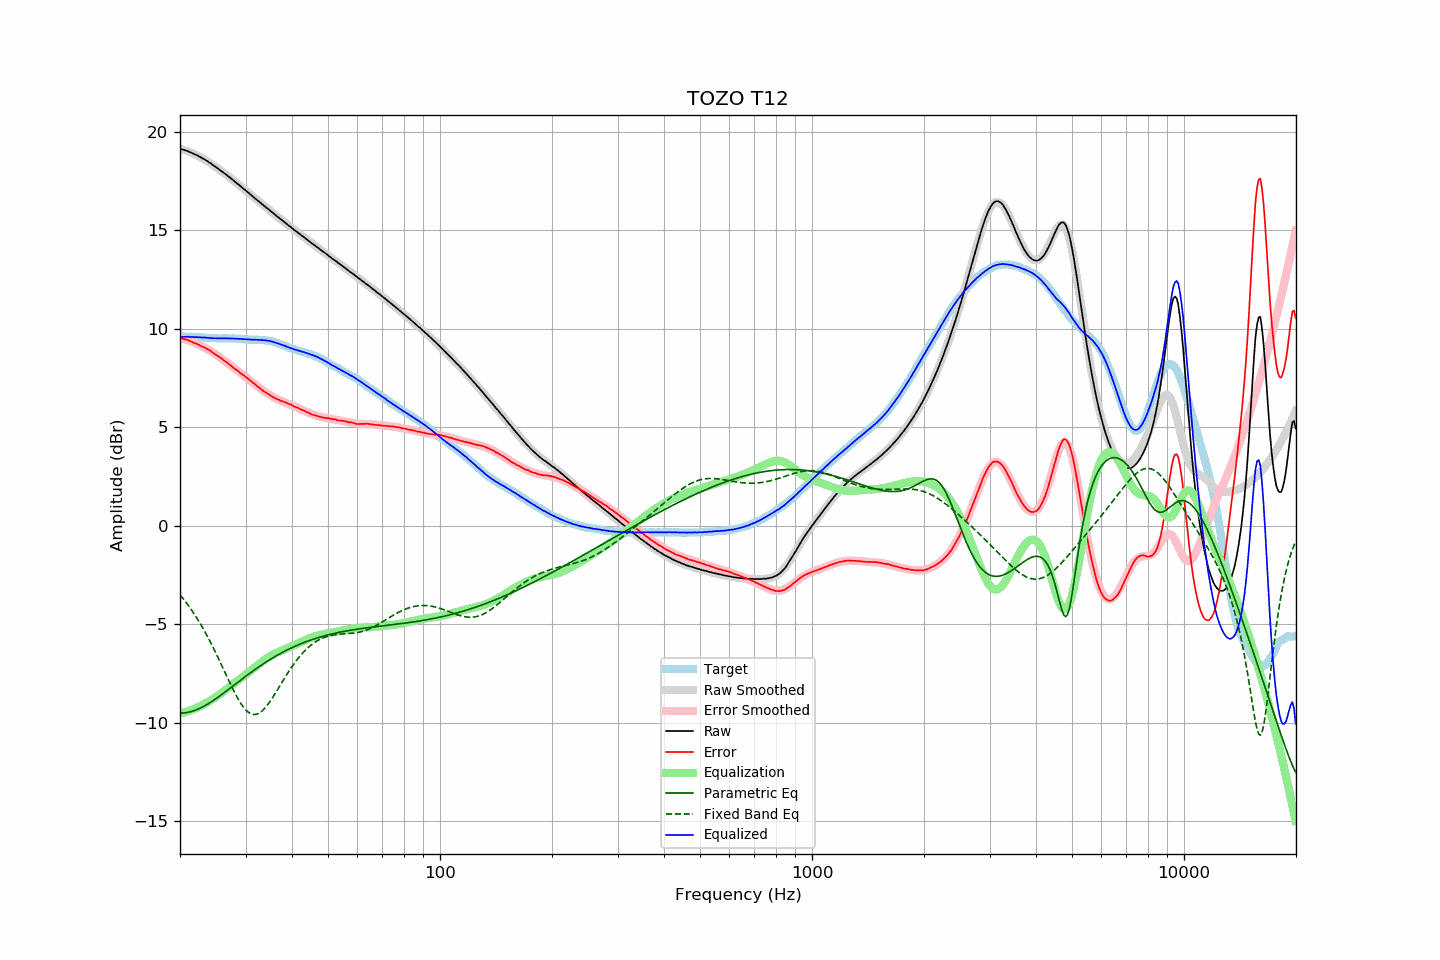 TOZO T12
20
15
10
5
0
−5
−10
−15
Amplitude (dBr)
100
1000
10000
Frequency (Hz)
Target
Raw Smoothed
Error Smoothed
Raw
Error
Equalization
Parametric Eq
Fixed Band Eq
Equalized